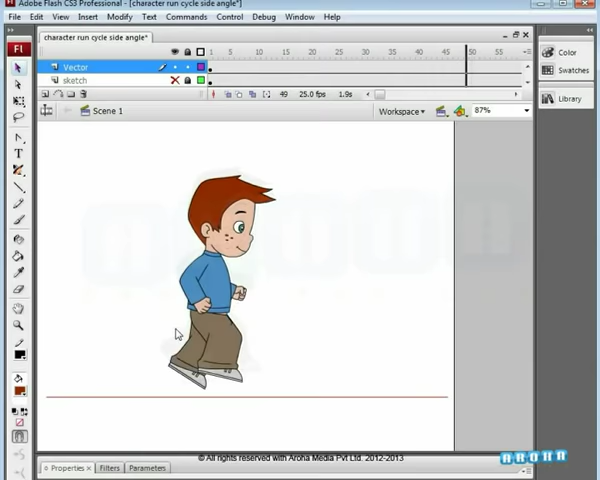 Adobe Flash CS3 Professional - [character run cycle side angle*]
File Edit View Insert Modify Text Commands Control Debug Window Help
character run cycle side angle*
1 5 10 15 20 25 30 35 40 45 50 55
Vector
sketch
49 25.0 fps 1.9s
Scene 1 Workspace 87%
Color
Swatches
Library
Fl
T
© All rights reserved with Aroha Media Pvt Ltd. 2012-2013
AROHA
Properties × Filters Parameters